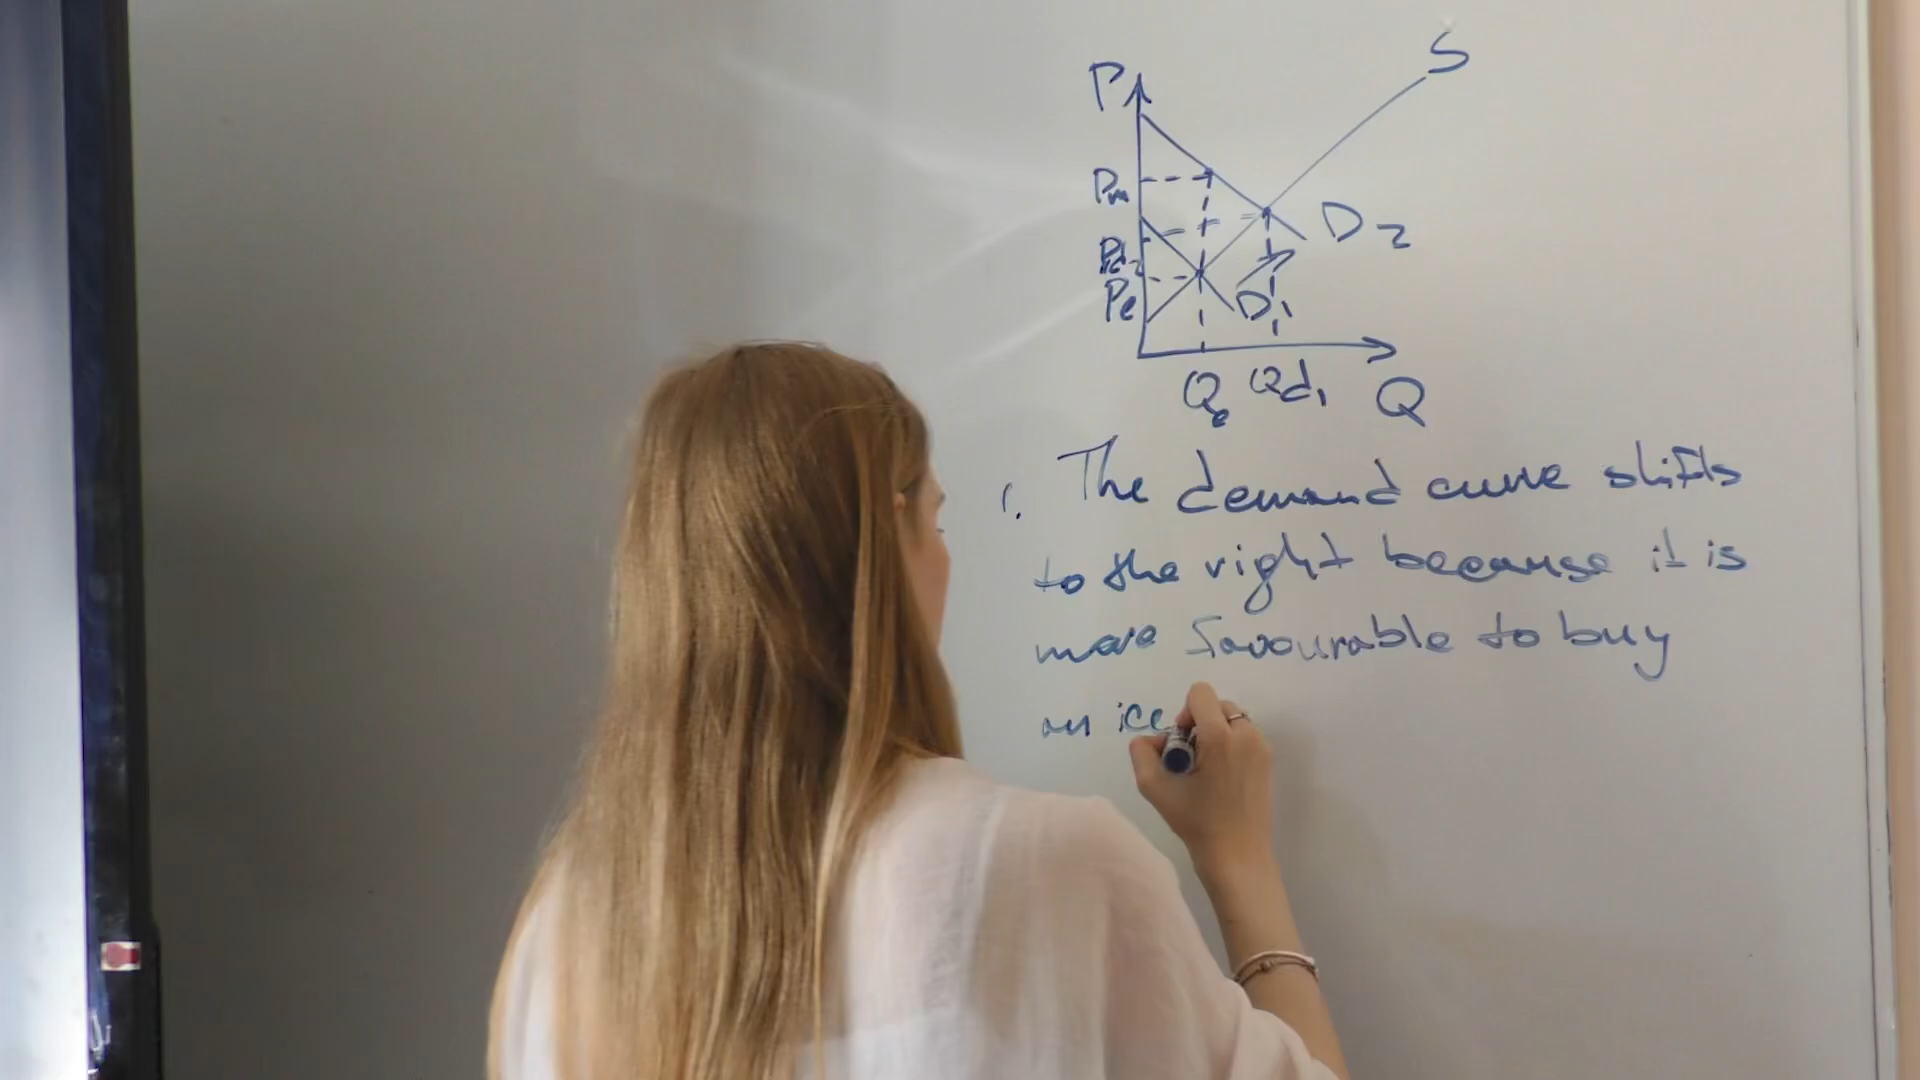 P
S
Pm
D2
Pe
D1
Qe Qd1 Q
1. The demand curve shifts
to the right because it is
more favourable to buy
an ice